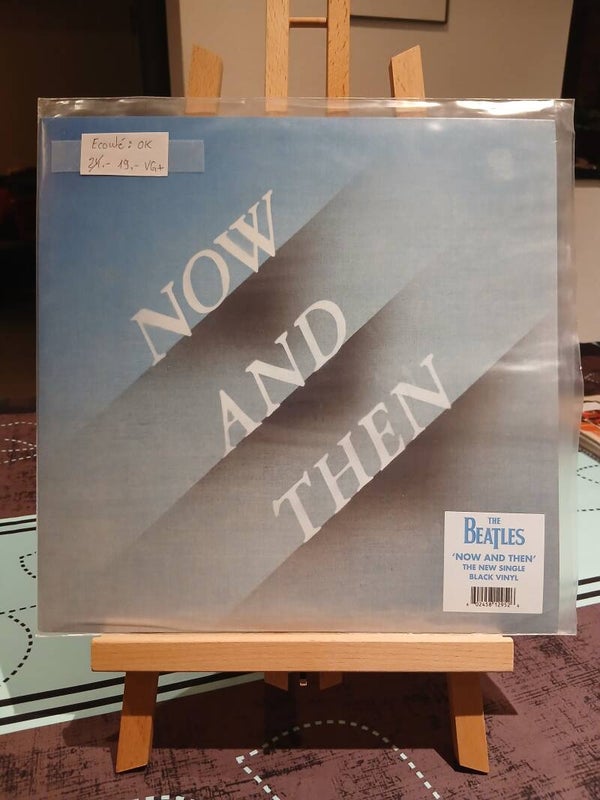 Ecouté : OK
24.- 19.- VG+
NOW
AND
THEN
THE
BEATLES
'NOW AND THEN'
THE NEW SINGLE
BLACK VINYL